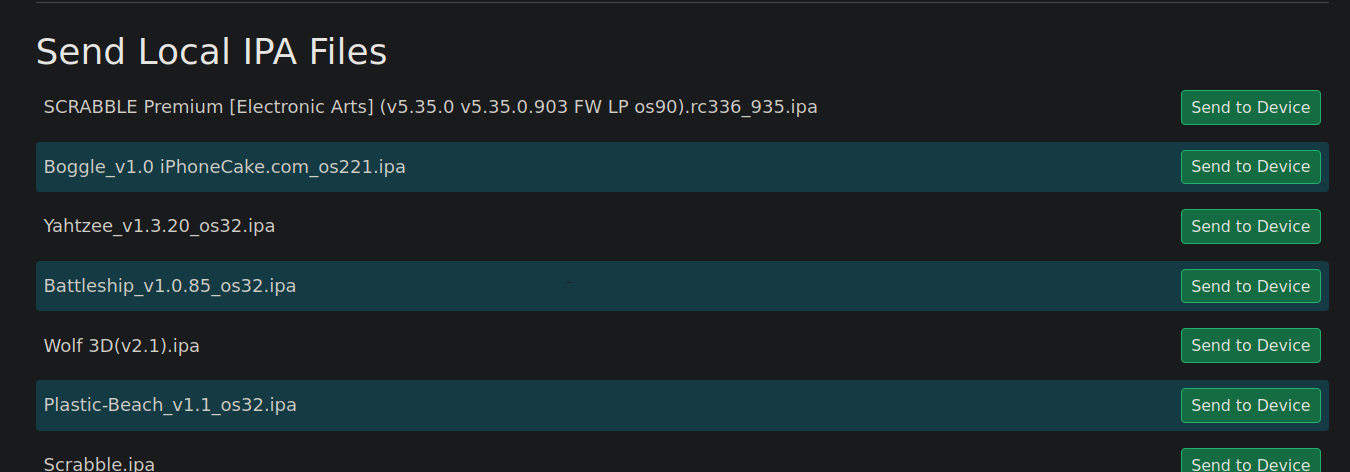 Send Local IPA Files
SCRABBLE Premium [Electronic Arts] (v5.35.0 v5.35.0.903 FW LP os90).rc336_935.ipa Send to Device
Boggle_v1.0 iPhoneCake.com_os221.ipa Send to Device
Yahtzee_v1.3.20_os32.ipa Send to Device
Battleship_v1.0.85_os32.ipa Send to Device
Wolf 3D(v2.1).ipa Send to Device
Plastic-Beach_v1.1_os32.ipa Send to Device
Scrabble.ipa Send to Device